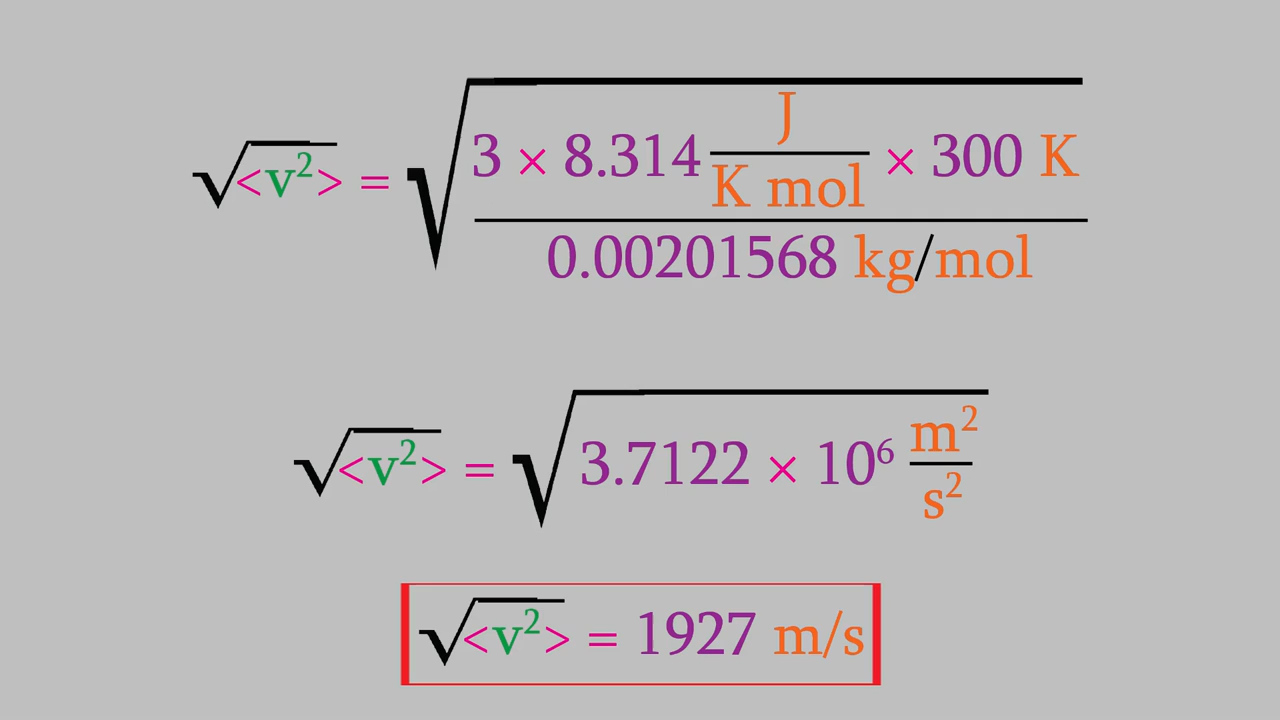 √<v²> = √(3 × 8.314 J/(K mol) × 300 K / 0.00201568 kg/mol)
√<v²> = √(3.7122 × 10⁶ m²/s²)
√<v²> = 1927 m/s